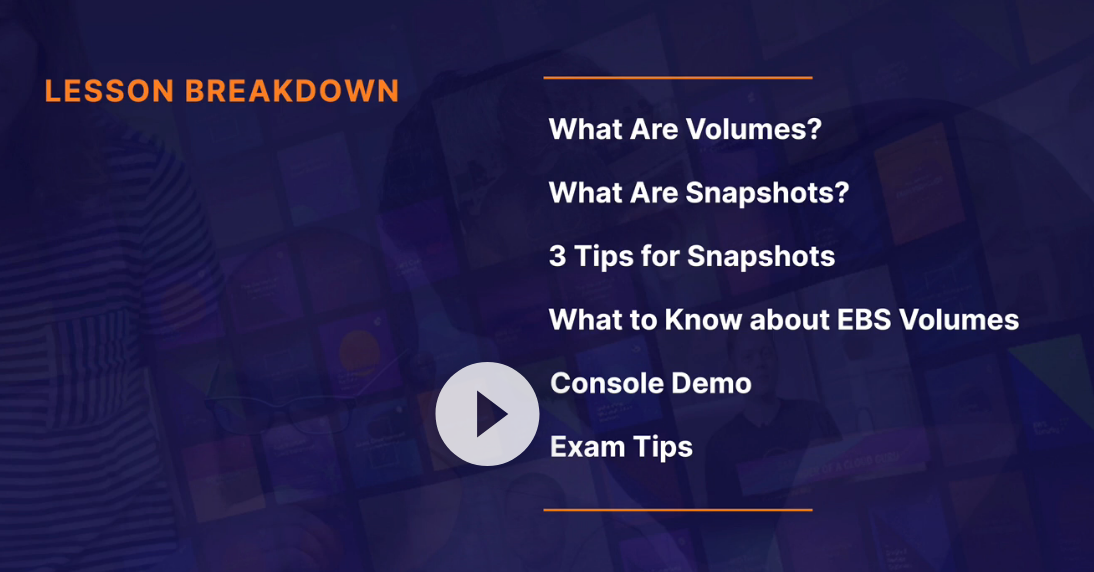 LESSON BREAKDOWN
What Are Volumes?
What Are Snapshots?
3 Tips for Snapshots
What to Know about EBS Volumes
Console Demo
Exam Tips